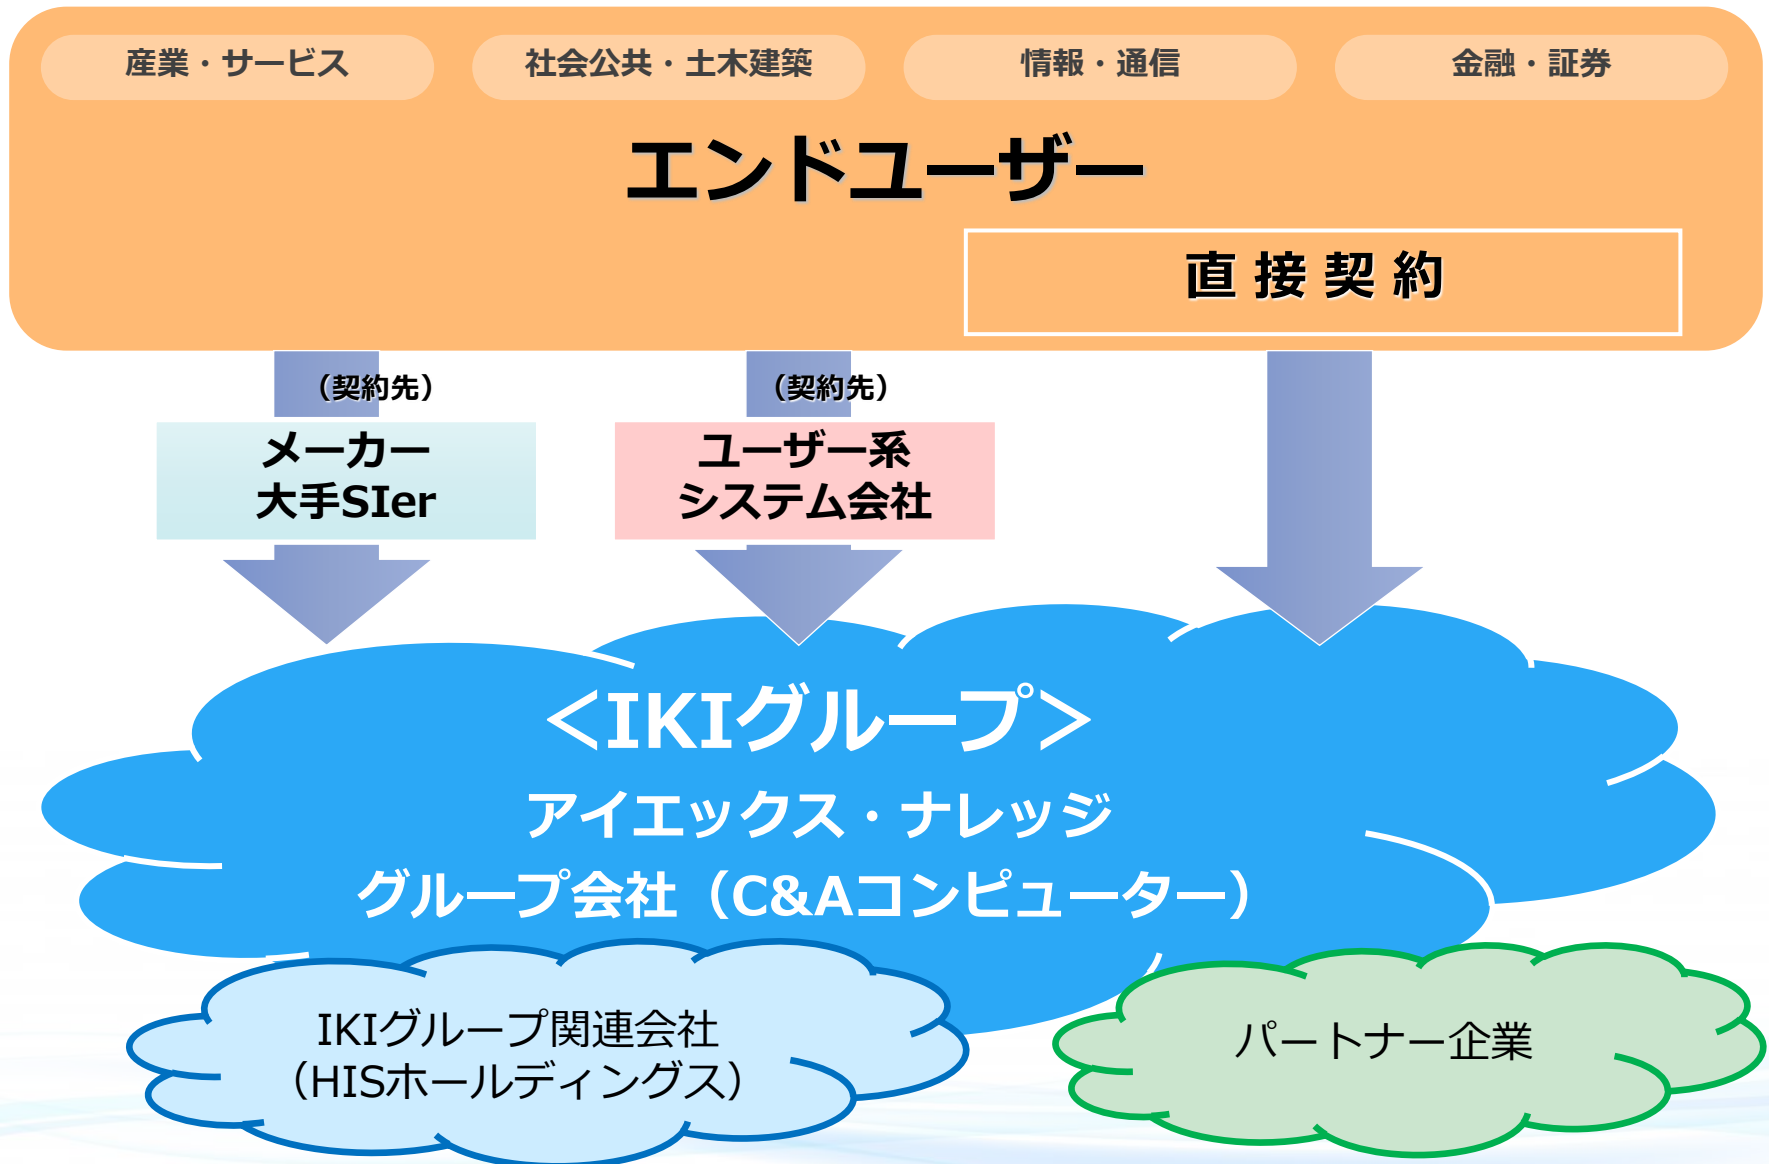 産業・サービス
社会公共・土木建築
情報・通信
金融・証券
エンドユーザー
直接契約
（契約先）
（契約先）
メーカー
大手SIer
ユーザー系
システム会社
＜IKIグループ＞
アイエックス・ナレッジ
グループ会社（C&Aコンピューター）
IKIグループ関連会社
（HISホールディングス）
パートナー企業